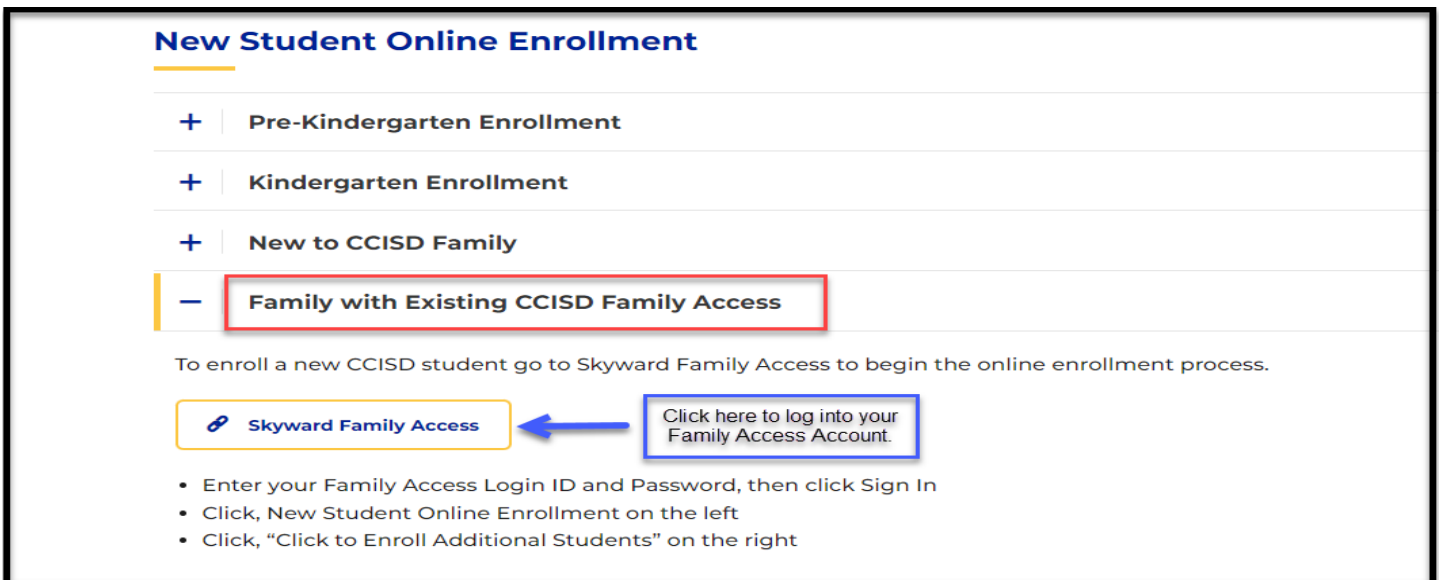 New Student Online Enrollment
+ Pre-Kindergarten Enrollment
+ Kindergarten Enrollment
+ New to CCISD Family
− Family with Existing CCISD Family Access
To enroll a new CCISD student go to Skyward Family Access to begin the online enrollment process.
Skyward Family Access
Click here to log into your
Family Access Account.
• Enter your Family Access Login ID and Password, then click Sign In
• Click, New Student Online Enrollment on the left
• Click, “Click to Enroll Additional Students” on the right